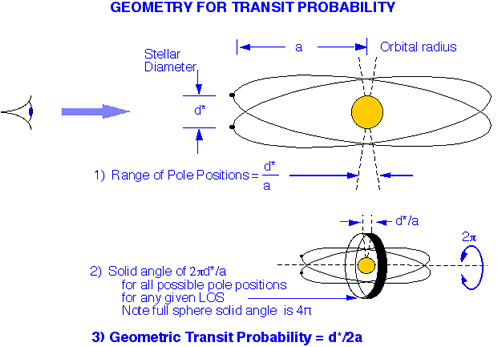 GEOMETRY FOR TRANSIT PROBABILITY
Stellar
Diameter
a
Orbital radius
d*
1) Range of Pole Positions = d*/a
d*/a
2π
2) Solid angle of 2πd*/a
for all possible pole positions
for any given LOS
Note full sphere solid angle is 4π
3) Geometric Transit Probability = d*/2a